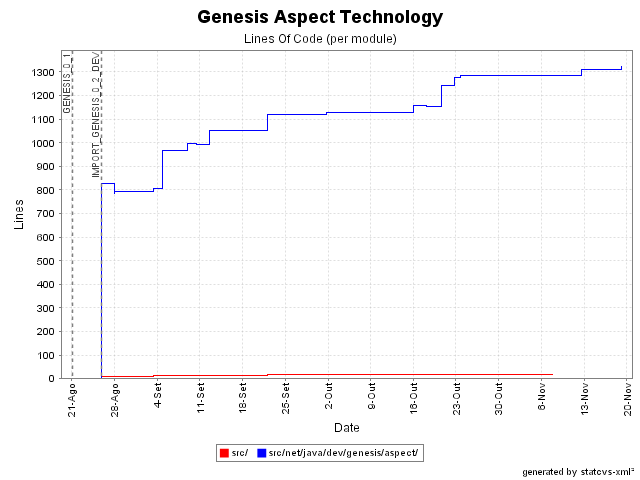 Genesis Aspect Technology
Lines Of Code (per module)
GENESIS_0_1
IMPORT_GENESIS_0_2_DEV
1300
1200
1100
1000
900
800
700
600
500
400
300
200
100
0
Lines
21-Ago
28-Ago
4-Set
11-Set
18-Set
25-Set
2-Out
9-Out
16-Out
23-Out
30-Out
6-Nov
13-Nov
20-Nov
Date
src/
src/net/java/dev/genesis/aspect/
generated by statcvs-xml²